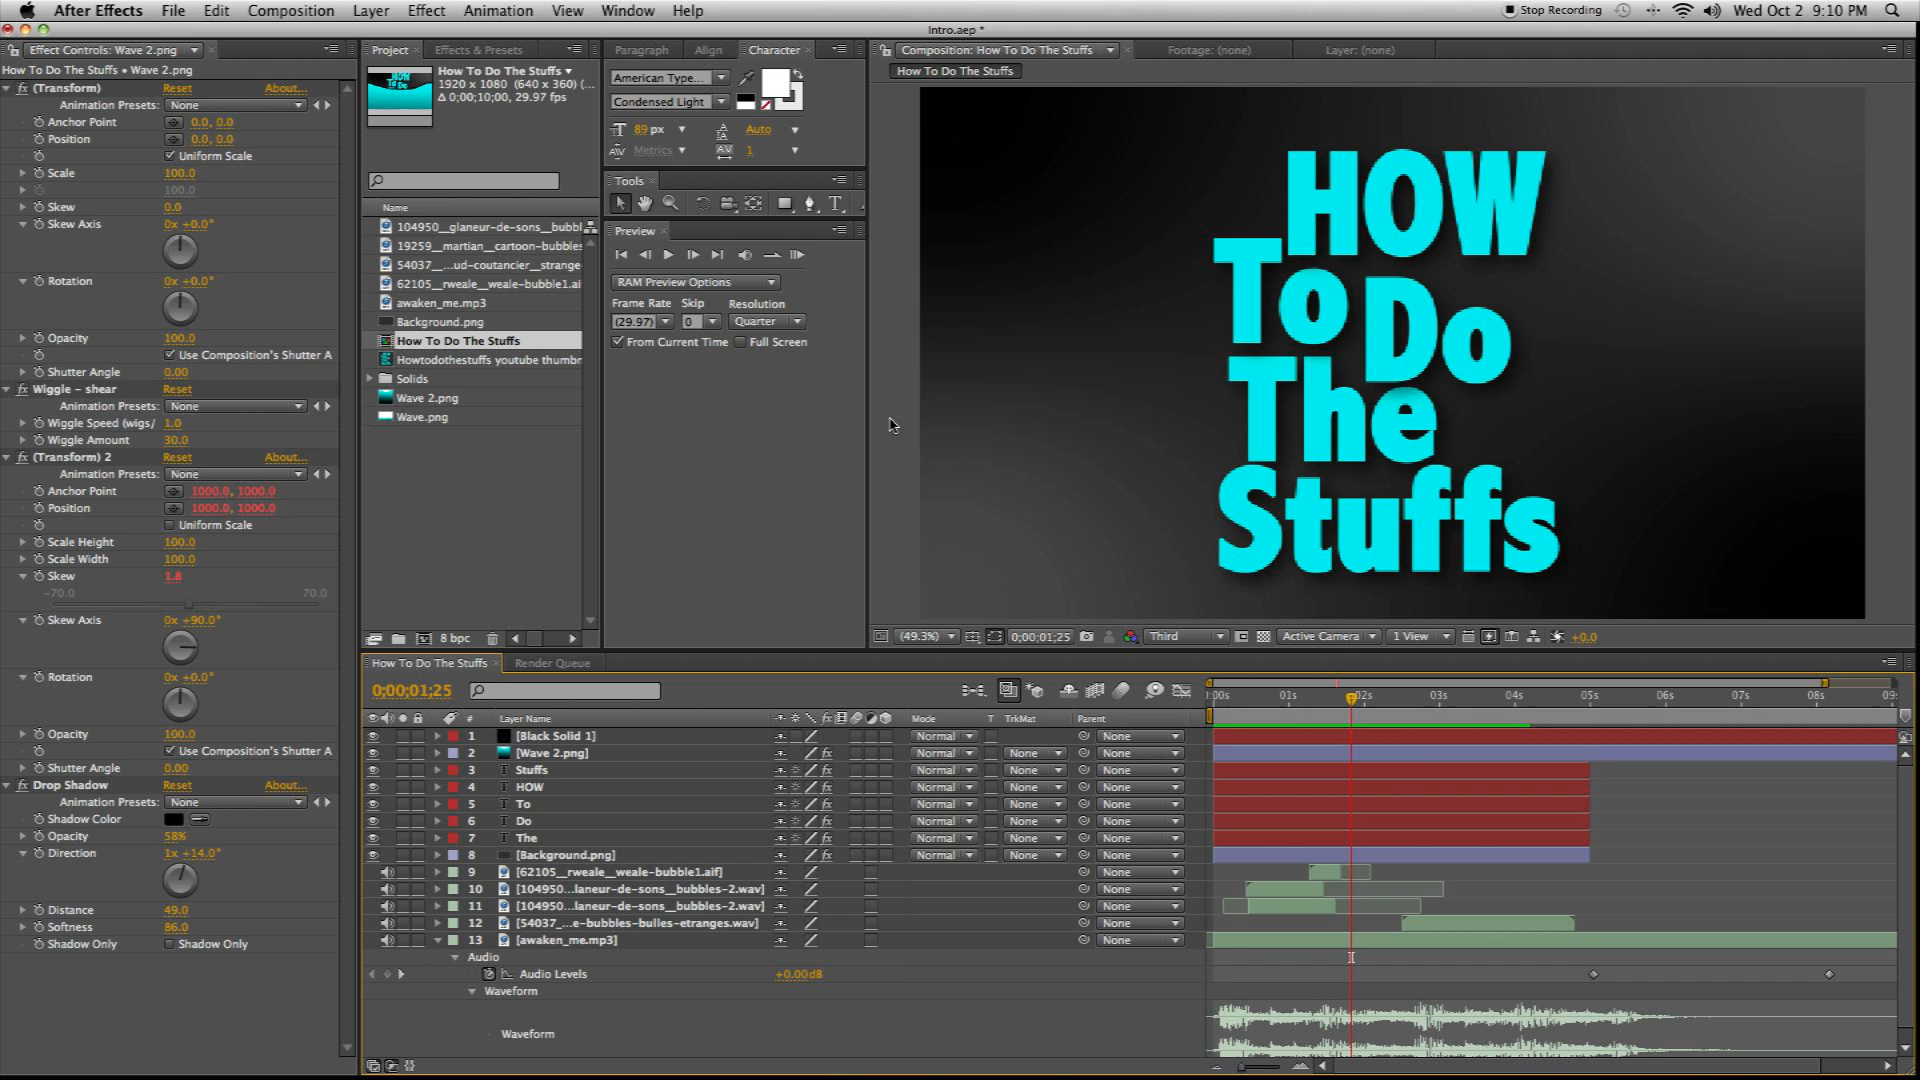 After Effects File Edit Composition Layer Effect Animation View Window Help
Stop Recording Wed Oct 2 9:10 PM
Intro.aep *
Effect Controls: Wave 2.png
How To Do The Stuffs • Wave 2.png
fx (Transform) Reset About...
Animation Presets: None
Anchor Point 0.0, 0.0
Position 0.0, 0.0
Uniform Scale
Scale 100.0
100.0
Skew 0.0
Skew Axis 0x +0.0°
Rotation 0x +0.0°
Opacity 100.0
Use Composition's Shutter A
Shutter Angle 0.00
fx Wiggle - shear Reset
Animation Presets: None
Wiggle Speed (wigs/ 1.0
Wiggle Amount 30.0
fx (Transform) 2 Reset About...
Animation Presets: None
Anchor Point 1000.0, 1000.0
Position 1000.0, 1000.0
Uniform Scale
Scale Height 100.0
Scale Width 100.0
Skew 1.8
-70.0 70.0
Skew Axis 0x +90.0°
Rotation 0x +0.0°
Opacity 100.0
Use Composition's Shutter A
Shutter Angle 0.00
fx Drop Shadow Reset About...
Animation Presets: None
Shadow Color
Opacity 58%
Direction 1x +14.0°
Distance 49.0
Softness 86.0
Shadow Only Shadow Only
Project Effects & Presets
How To Do The Stuffs
1920 x 1080 (640 x 360) (...
Δ 0;00;10;00, 29.97 fps
Name
104950__glaneur-de-sons__bubbl
19259__martian__cartoon-bubbles
54037__...ud-coutancier__strange
62105__rweale__weale-bubble1.ai
awaken_me.mp3
Background.png
How To Do The Stuffs
Howtodothestuffs youtube thumbn
Solids
Wave 2.png
Wave.png
8 bpc
Paragraph Align Character
American Type...
Condensed Light
89 px Auto
Metrics 1
Tools
Preview
RAM Preview Options
Frame Rate Skip Resolution
(29.97) 0 Quarter
From Current Time Full Screen
Composition: How To Do The Stuffs Footage: (none) Layer: (none)
How To Do The Stuffs
HOW
To Do
The
Stuffs
(49.3%) 0;00;01;25 Third Active Camera 1 View +0.0
How To Do The Stuffs Render Queue
0;00;01;25
:00s 01s 02s 03s 04s 05s 06s 07s 08s 09
# Layer Name Mode T TrkMat Parent
1 [Black Solid 1] Normal None
2 [Wave 2.png] fx Normal None None
3 T Stuffs fx Normal None None
4 T HOW fx Normal None None
5 T To fx Normal None None
6 T Do fx Normal None None
7 T The fx Normal None None
8 [Background.png] fx Normal None None
9 [62105__rweale__weale-bubble1.aif] None
10 [104950...laneur-de-sons__bubbles-2.wav] None
11 [104950...laneur-de-sons__bubbles-2.wav] None
12 [54037_...e-bubbles-bulles-etranges.wav] None
13 [awaken_me.mp3] None
Audio
Audio Levels +0.00dB
Waveform
Waveform